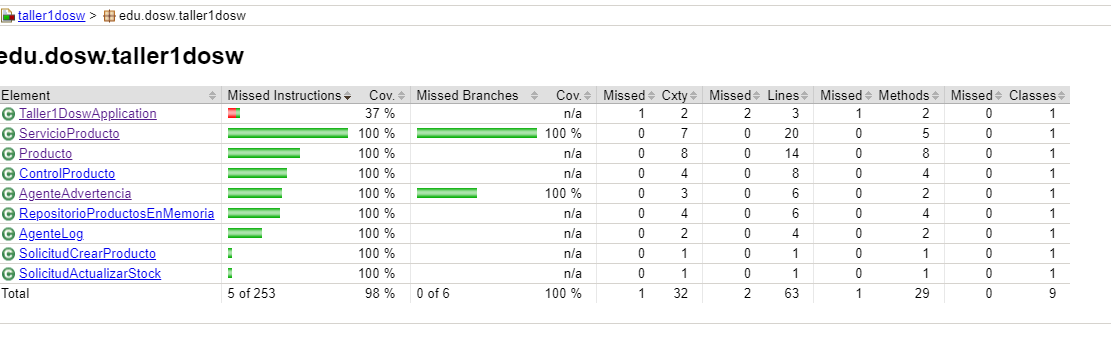 taller1dosw > edu.dosw.taller1dosw
edu.dosw.taller1dosw
Element Missed Instructions Cov. Missed Branches Cov. Missed Cxty Missed Lines Missed Methods Missed Classes
Taller1DoswApplication 37 % n/a 1 2 2 3 1 2 0 1
ServicioProducto 100 % 100 % 0 7 0 20 0 5 0 1
Producto 100 % n/a 0 8 0 14 0 8 0 1
ControlProducto 100 % n/a 0 4 0 8 0 4 0 1
AgenteAdvertencia 100 % 100 % 0 3 0 6 0 2 0 1
RepositorioProductosEnMemoria 100 % n/a 0 4 0 6 0 4 0 1
AgenteLog 100 % n/a 0 2 0 4 0 2 0 1
SolicitudCrearProducto 100 % n/a 0 1 0 1 0 1 0 1
SolicitudActualizarStock 100 % n/a 0 1 0 1 0 1 0 1
Total 5 of 253 98 % 0 of 6 100 % 1 32 2 63 1 29 0 9